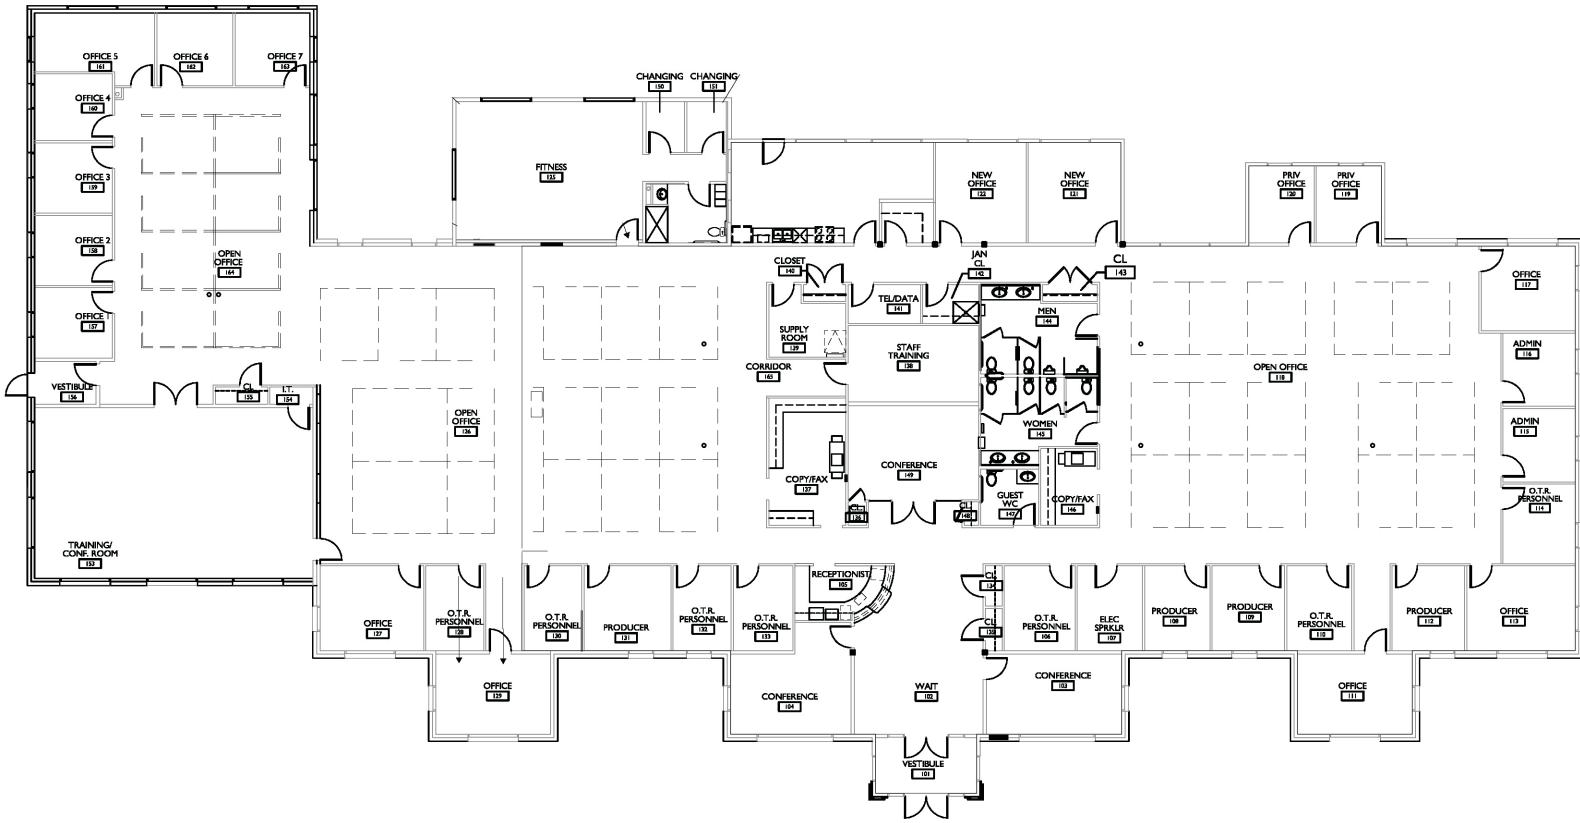 OFFICE 5
161
OFFICE 6
162
OFFICE 7
163
OFFICE 4
160
OFFICE 3
159
OFFICE 2
158
OFFICE 1
157
OPEN
OFFICE
164
VESTIBULE
156
CL
155
I.T.
154
TRAINING/
CONF. ROOM
153
CHANGING
150
CHANGING
151
FITNESS
125
NEW
OFFICE
122
NEW
OFFICE
121
PRIV
OFFICE
120
PRIV
OFFICE
119
CLOSET
140
JAN
CL
142
CL
143
TEL/DATA
141
SUPPLY
ROOM
139
CORRIDOR
165
STAFF
TRAINING
138
MEN
144
WOMEN
145
OPEN OFFICE
118
OFFICE
117
ADMIN
116
ADMIN
115
O.T.R.
PERSONNEL
114
OPEN
OFFICE
126
COPY/FAX
137
CONFERENCE
149
CL
136
CL
148
GUEST
WC
147
COPY/FAX
146
RECEPTIONIST
105
CL
134
CL
135
OFFICE
127
O.T.R.
PERSONNEL
128
O.T.R.
PERSONNEL
130
PRODUCER
131
O.T.R.
PERSONNEL
132
O.T.R.
PERSONNEL
133
O.T.R.
PERSONNEL
106
ELEC
SPRKLR
107
PRODUCER
108
PRODUCER
109
O.T.R.
PERSONNEL
110
PRODUCER
112
OFFICE
113
OFFICE
129
CONFERENCE
104
WAIT
102
CONFERENCE
103
OFFICE
111
VESTIBULE
101